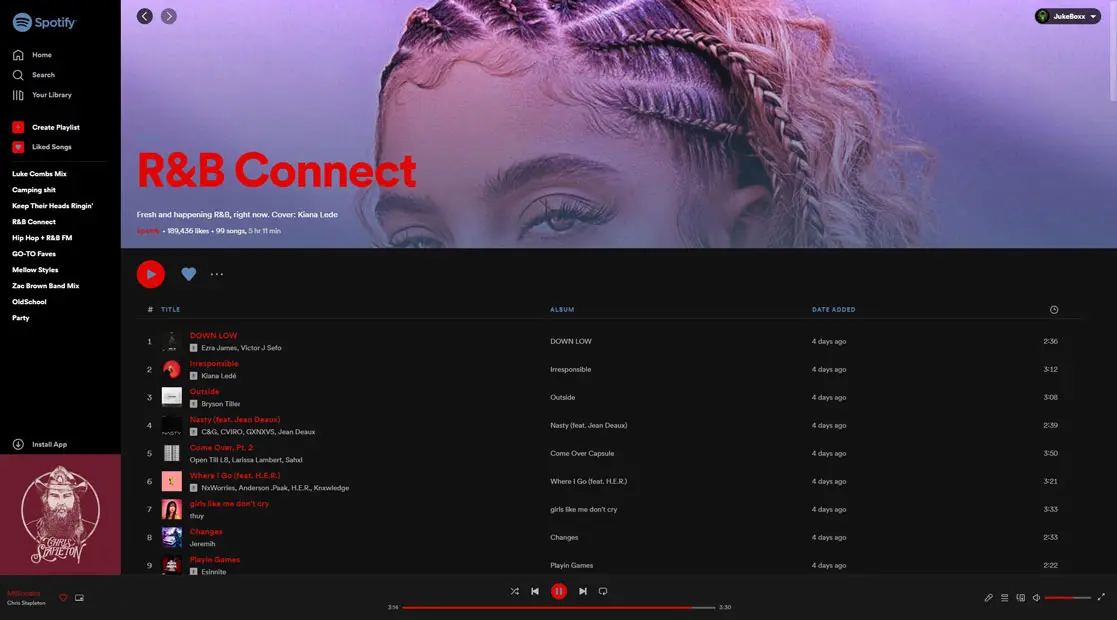 Spotify
JukeBoxx
Home
Search
Your Library
Create Playlist
Liked Songs
Luke Combs Mix
Camping shit
Keep Their Heads Ringin'
R&B Connect
Hip Hop + R&B FM
GO-TO Faves
Mellow Styles
Zac Brown Band Mix
OldSchool
Party
Install App
CHRIS
STAPLETON
R&B Connect
Fresh and happening R&B, right now. Cover: Kiana Lede
Spotify • 189,436 likes • 99 songs, 5 hr 11 min
# TITLE ALBUM DATE ADDED
1 DOWN LOW DOWN LOW 4 days ago 2:36
E Ezra James, Victor J Sefo
2 Irresponsible Irresponsible 4 days ago 3:12
E Kiana Ledé
3 Outside Outside 4 days ago 3:08
E Bryson Tiller
4 Nasty (feat. Jean Deaux) Nasty (feat. Jean Deaux) 4 days ago 2:39
NASTY
E C&G, CVIRO, GXNXVS, Jean Deaux
5 Come Over, Pt. 2. Come Over Capsule 4 days ago 3:50
Open Till L8, Larissa Lambert, Sahxl
6 Where I Go (feat. H.E.R.) Where I Go (feat. H.E.R.) 4 days ago 3:21
E NxWorries, Anderson .Paak, H.E.R., Knxwledge
7 girls like me don't cry girls like me don't cry 4 days ago 3:33
thuy
8 Changes Changes 4 days ago 2:33
Jeremih
9 Playin Games Playin Games 4 days ago 2:22
E Esinnite
Millionaire
Chris Stapleton
3:14 3:30